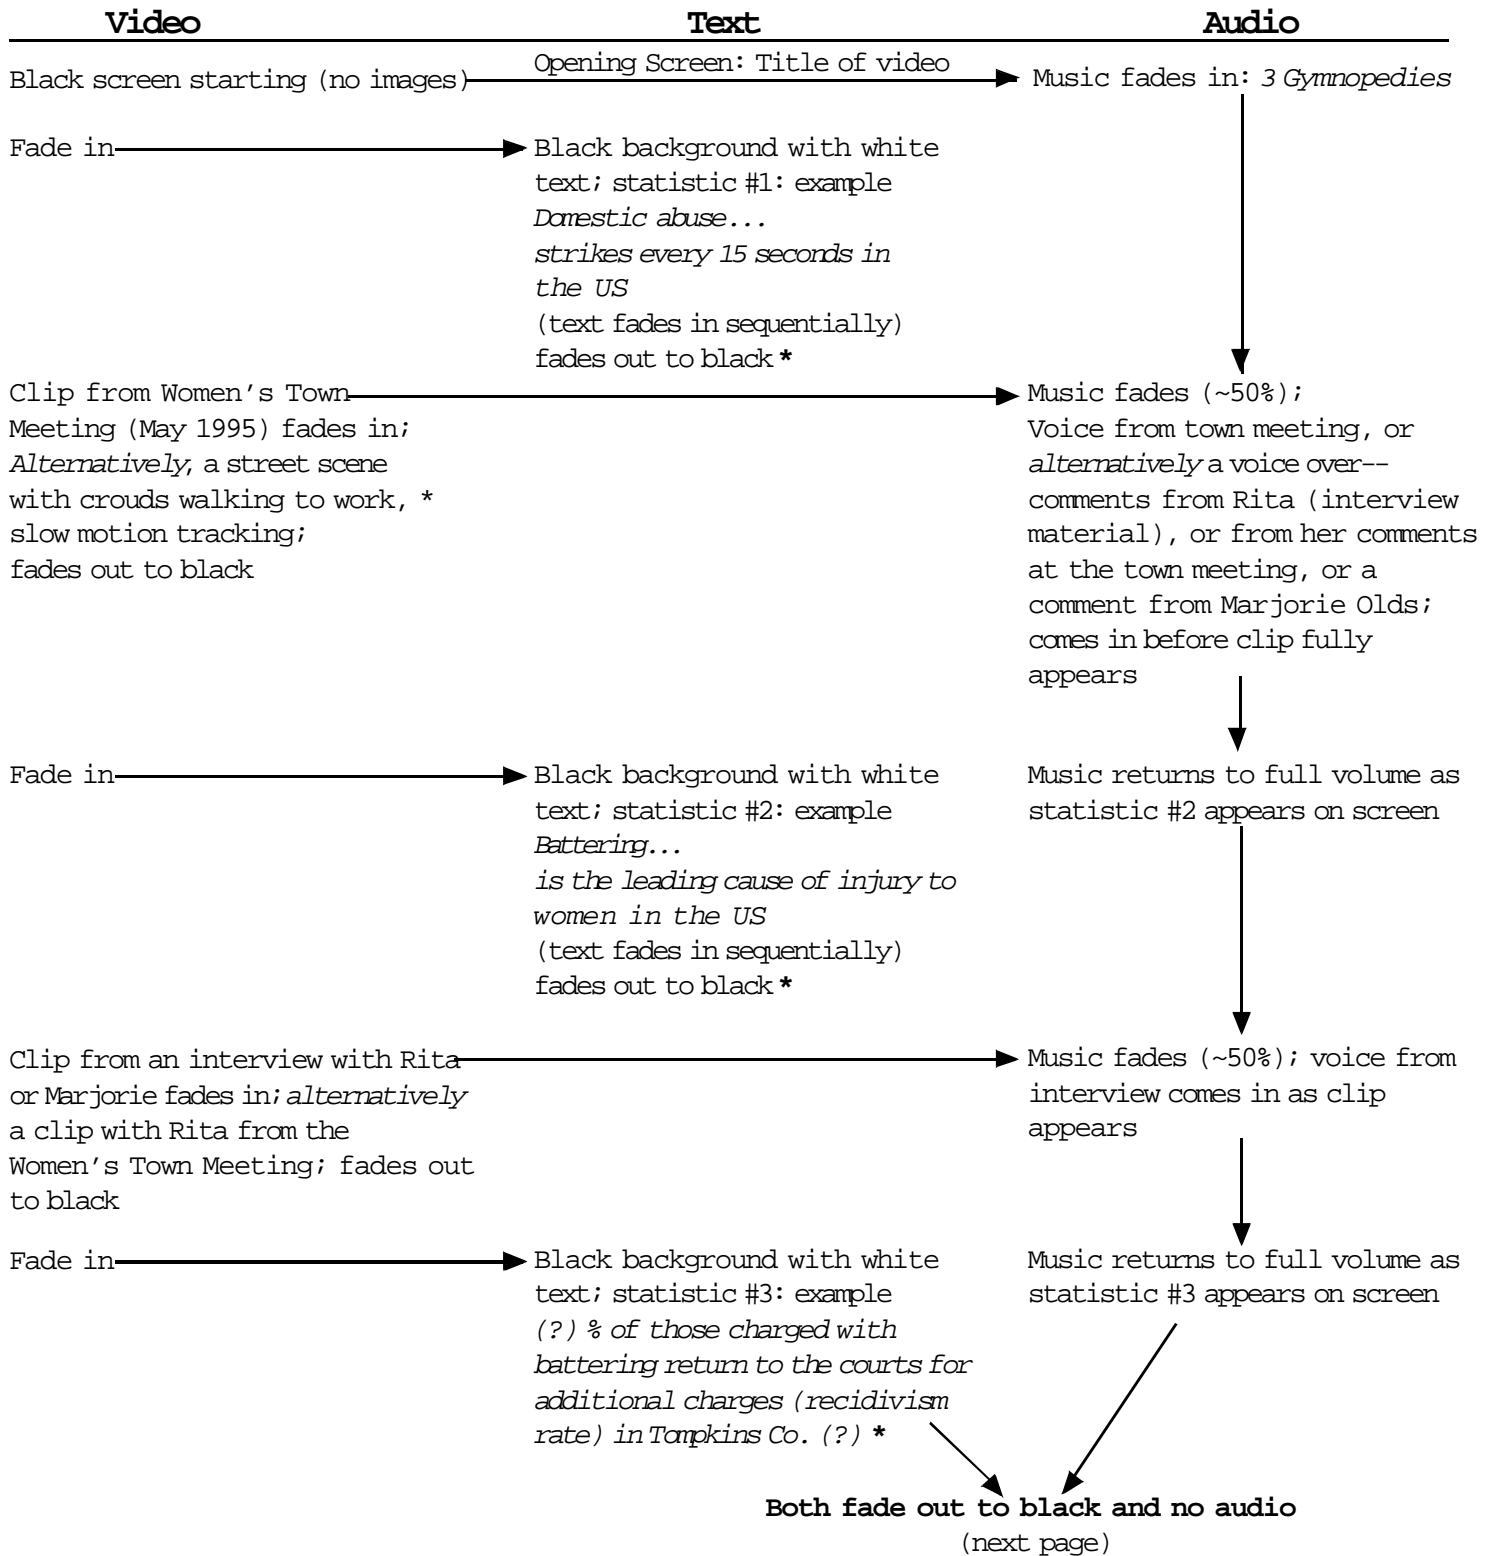 Video Text Audio
Opening Screen: Title of video
Black screen starting (no images) Music fades in: 3 Gymnopedies
Fade in
Black background with white
text; statistic #1: example
Domestic abuse...
strikes every 15 seconds in
the US
(text fades in sequentially)
fades out to black *
Clip from Women's Town
Meeting (May 1995) fades in;
Alternatively, a street scene
with crouds walking to work, *
slow motion tracking;
fades out to black
Music fades (~50%);
Voice from town meeting, or
alternatively a voice over--
comments from Rita (interview
material), or from her comments
at the town meeting, or a
comment from Marjorie Olds;
comes in before clip fully
appears
Fade in
Black background with white
text; statistic #2: example
Battering...
is the leading cause of injury to
women in the US
(text fades in sequentially)
fades out to black *
Music returns to full volume as
statistic #2 appears on screen
Clip from an interview with Rita
or Marjorie fades in; alternatively
a clip with Rita from the
Women's Town Meeting; fades out
to black
Music fades (~50%); voice from
interview comes in as clip
appears
Fade in
Black background with white
text; statistic #3: example
(?) % of those charged with
battering return to the courts for
additional charges (recidivism
rate) in Tompkins Co. (?) *
Music returns to full volume as
statistic #3 appears on screen
Both fade out to black and no audio
(next page)